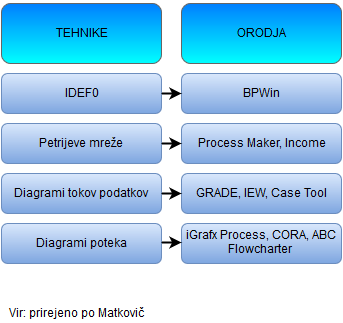 TEHNIKE
ORODJA
IDEF0
BPWin
Petrijeve mreže
Process Maker, Income
Diagrami tokov podatkov
GRADE, IEW, Case Tool
Diagrami poteka
iGrafx Process, CORA, ABC
Flowcharter
Vir: prirejeno po Matkovič